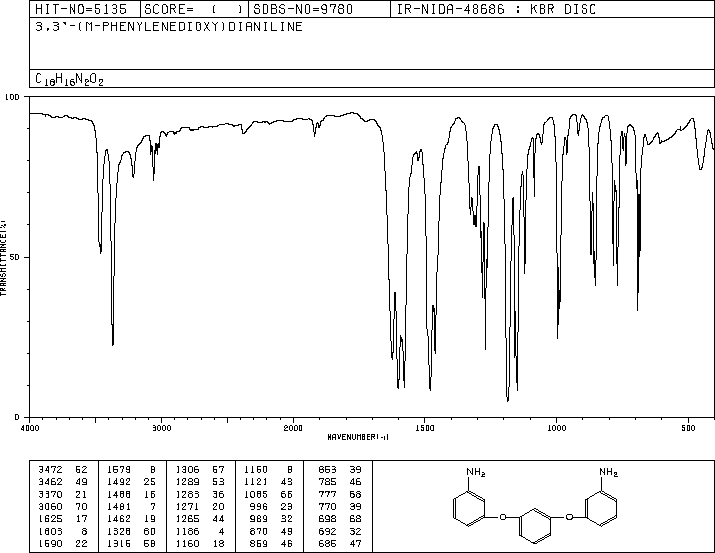 HIT-NO=5135 SCORE= ( ) SDBS-NO=9780 IR-NIDA-48686 : KBR DISC
3,3'-(M-PHENYLENEDIOXY)DIANILINE
C18H16N2O2
100
50
0
TRANSMITTANCE(%)
4000 3000 2000 1500 1000 500
WAVENUMBER(-1)
3472 52 1579 8 1306 57 1150 8 853 39
3462 49 1492 25 1289 53 1121 43 785 46
3370 21 1488 15 1283 36 1085 66 777 68
3060 70 1481 7 1271 20 996 23 770 39
1625 17 1462 19 1265 44 989 32 698 68
1603 8 1328 60 1186 4 870 49 692 32
1590 22 1315 58 1160 18 859 46 686 47
NH2 NH2
O O